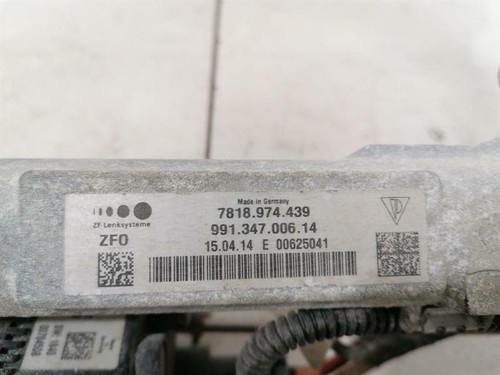 Made in Germany
ZF-Lenksysteme
7818.974.439
ZFO
991.347.006.14
15.04.14 E 00625041